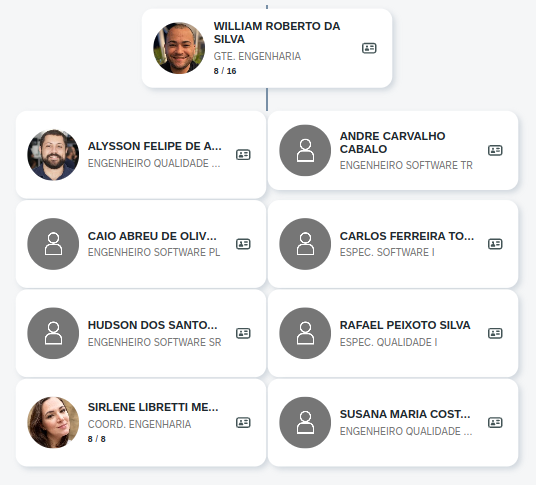 WILLIAM ROBERTO DA
SILVA
GTE. ENGENHARIA
8 / 16
ALYSSON FELIPE DE A...
ENGENHEIRO QUALIDADE ...
ANDRE CARVALHO
CABALO
ENGENHEIRO SOFTWARE TR
CAIO ABREU DE OLIV...
ENGENHEIRO SOFTWARE PL
CARLOS FERREIRA TO...
ESPEC. SOFTWARE I
HUDSON DOS SANTO...
ENGENHEIRO SOFTWARE SR
RAFAEL PEIXOTO SILVA
ESPEC. QUALIDADE I
SIRLENE LIBRETTI ME...
COORD. ENGENHARIA
8 / 8
SUSANA MARIA COST...
ENGENHEIRO QUALIDADE ...